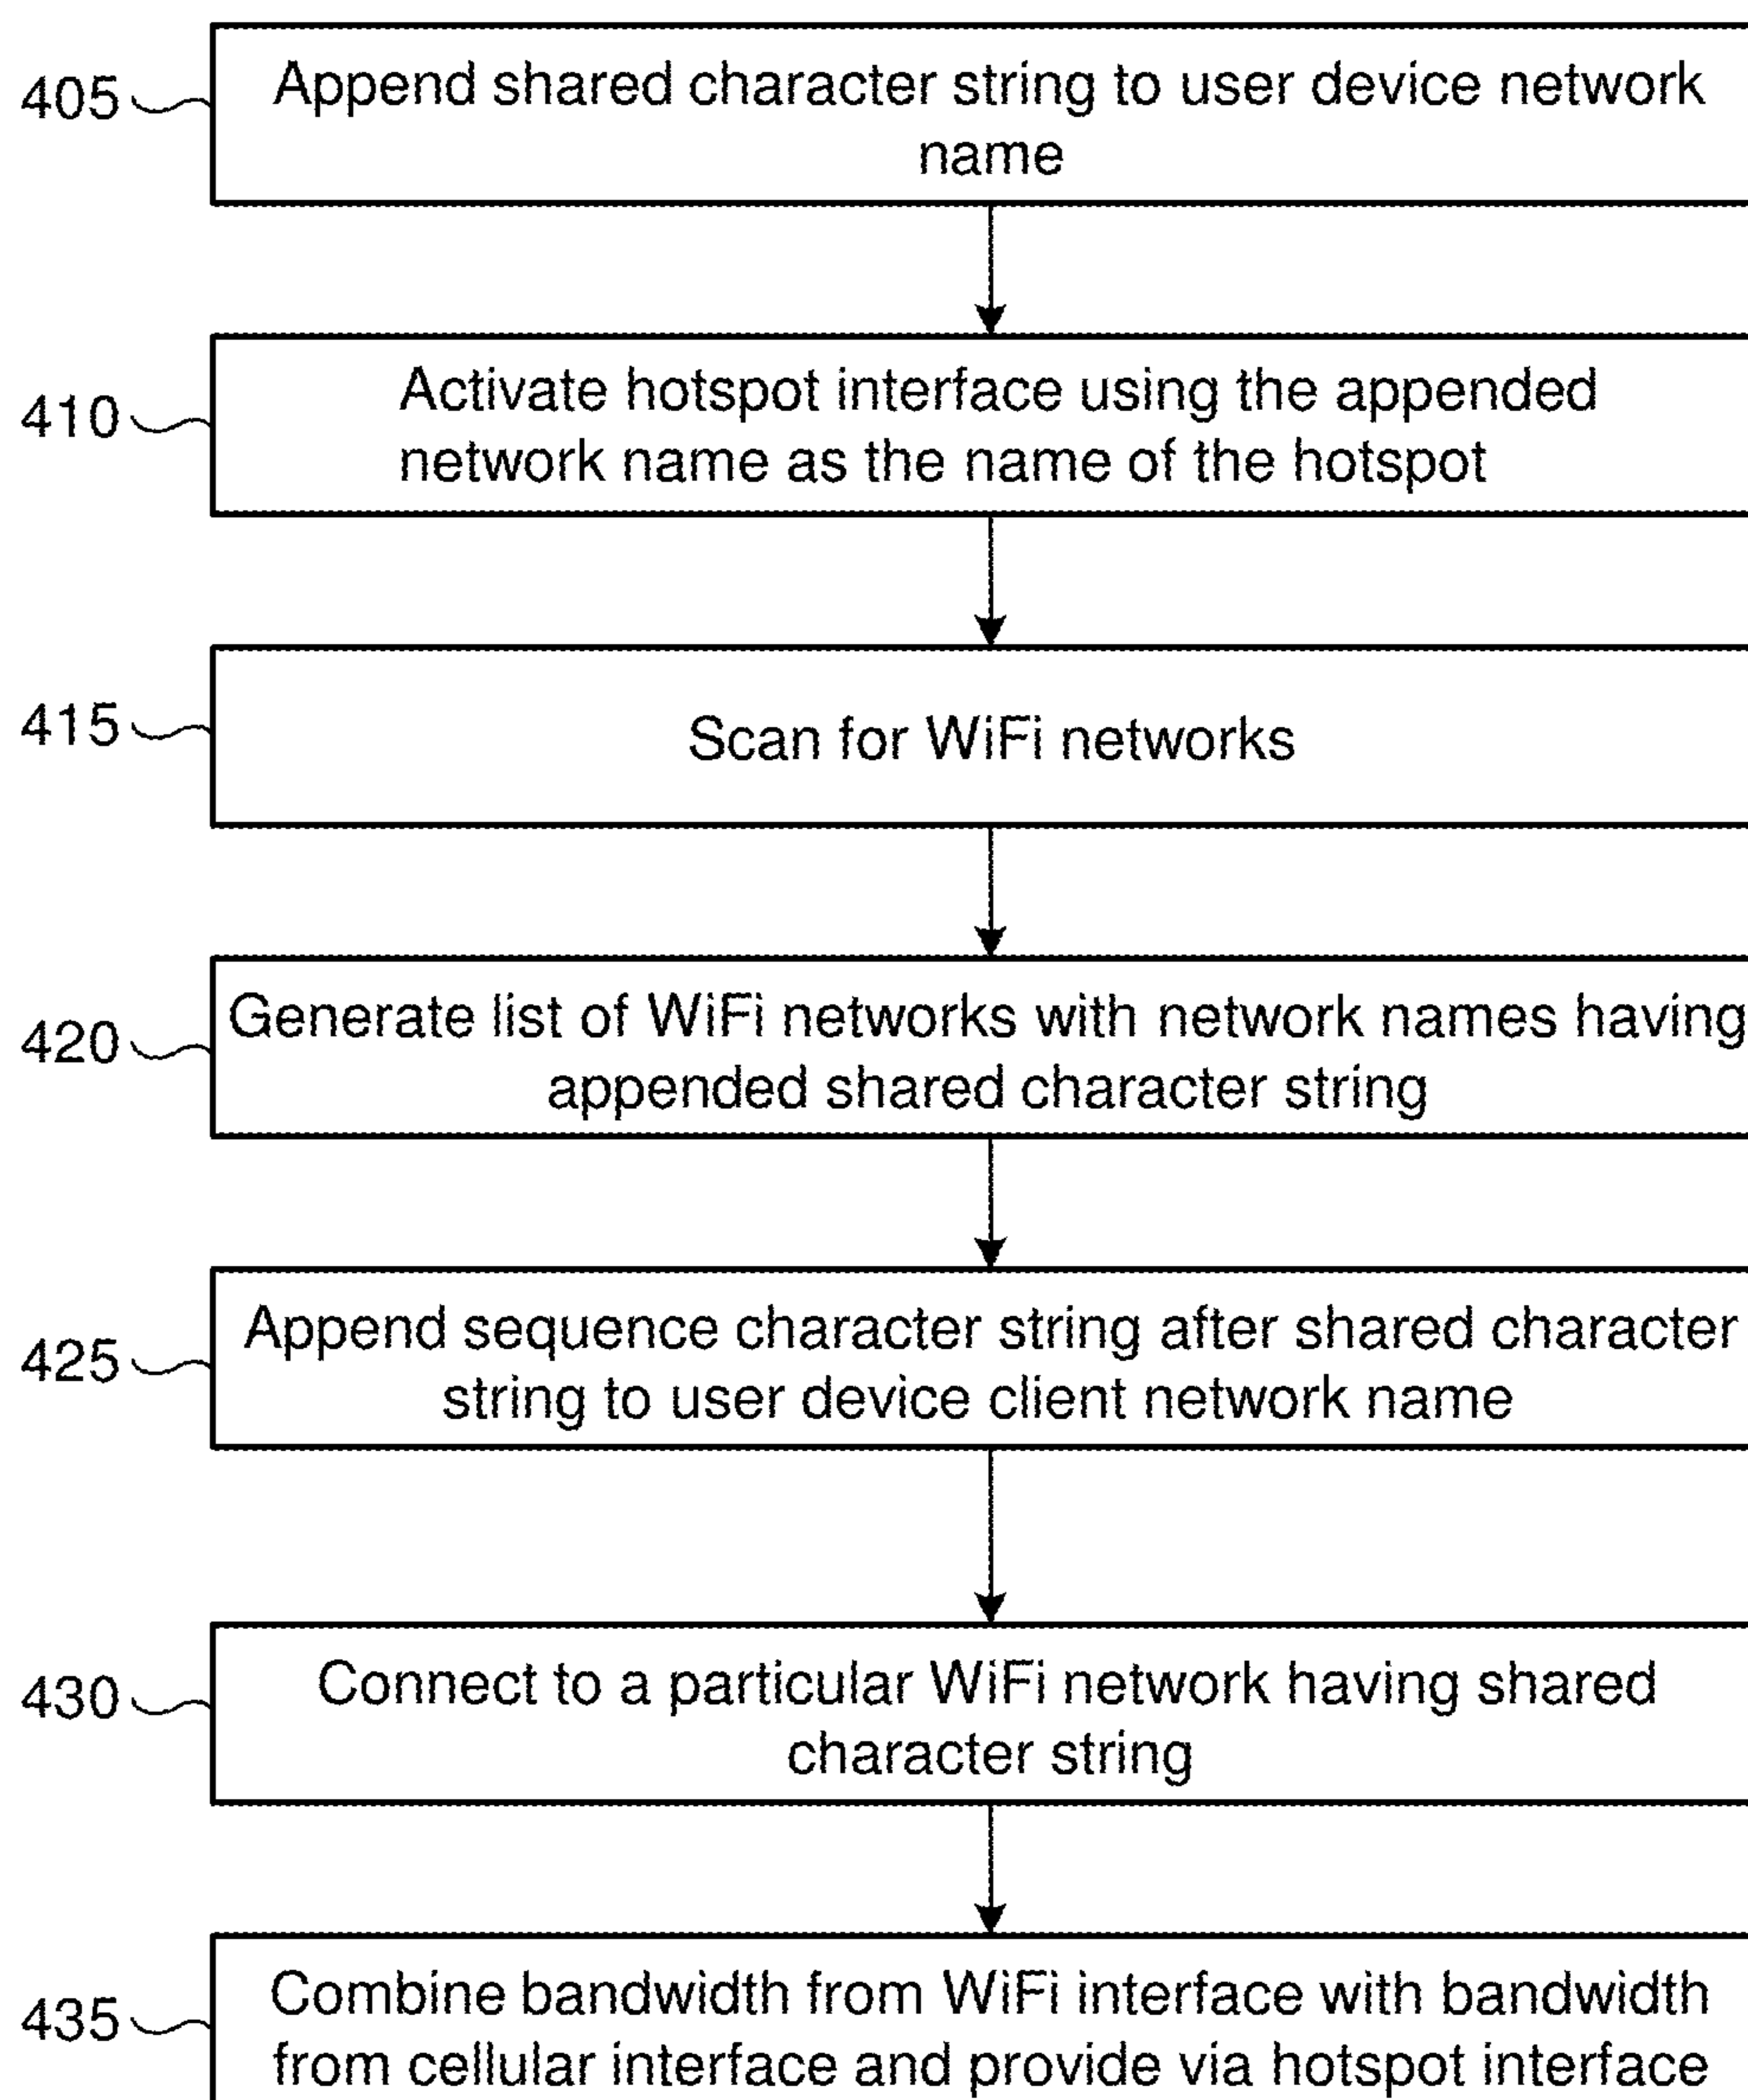 405
Append shared character string to user device network
name
410
Activate hotspot interface using the appended
network name as the name of the hotspot
415
Scan for WiFi networks
420
Generate list of WiFi networks with network names having
appended shared character string
425
Append sequence character string after shared character
string to user device client network name
430
Connect to a particular WiFi network having shared
character string
435
Combine bandwidth from WiFi interface with bandwidth
from cellular interface and provide via hotspot interface